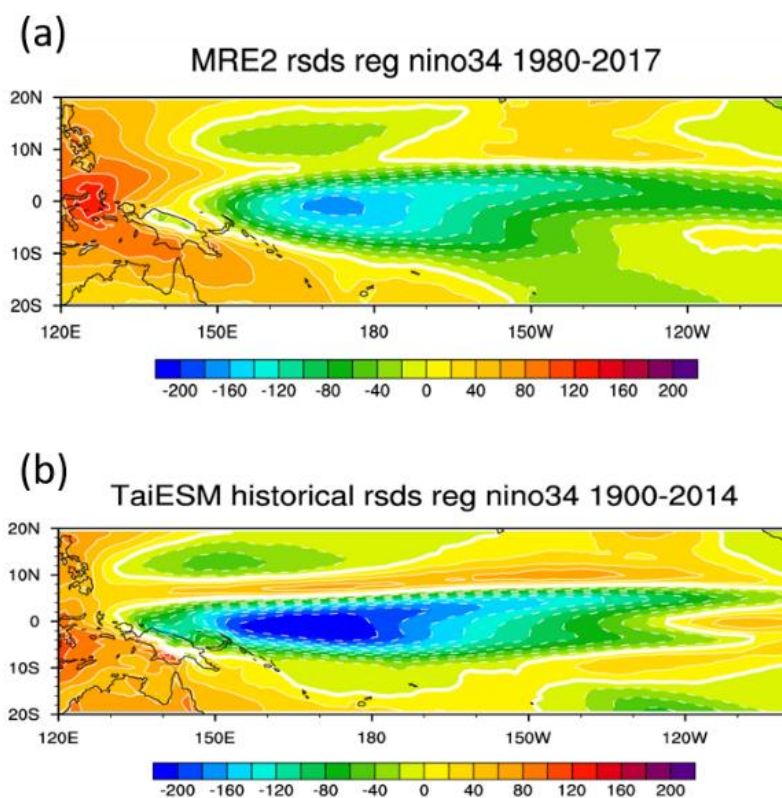 (a)
MRE2 rsds reg nino34 1980-2017
20N
10N
0
10S
20S
120E 150E 180 150W 120W
-200 -160 -120 -80 -40 0 40 80 120 160 200
(b)
TaiESM historical rsds reg nino34 1900-2014
20N
10N
0
10S
20S
120E 150E 180 150W 120W
-200 -160 -120 -80 -40 0 40 80 120 160 200